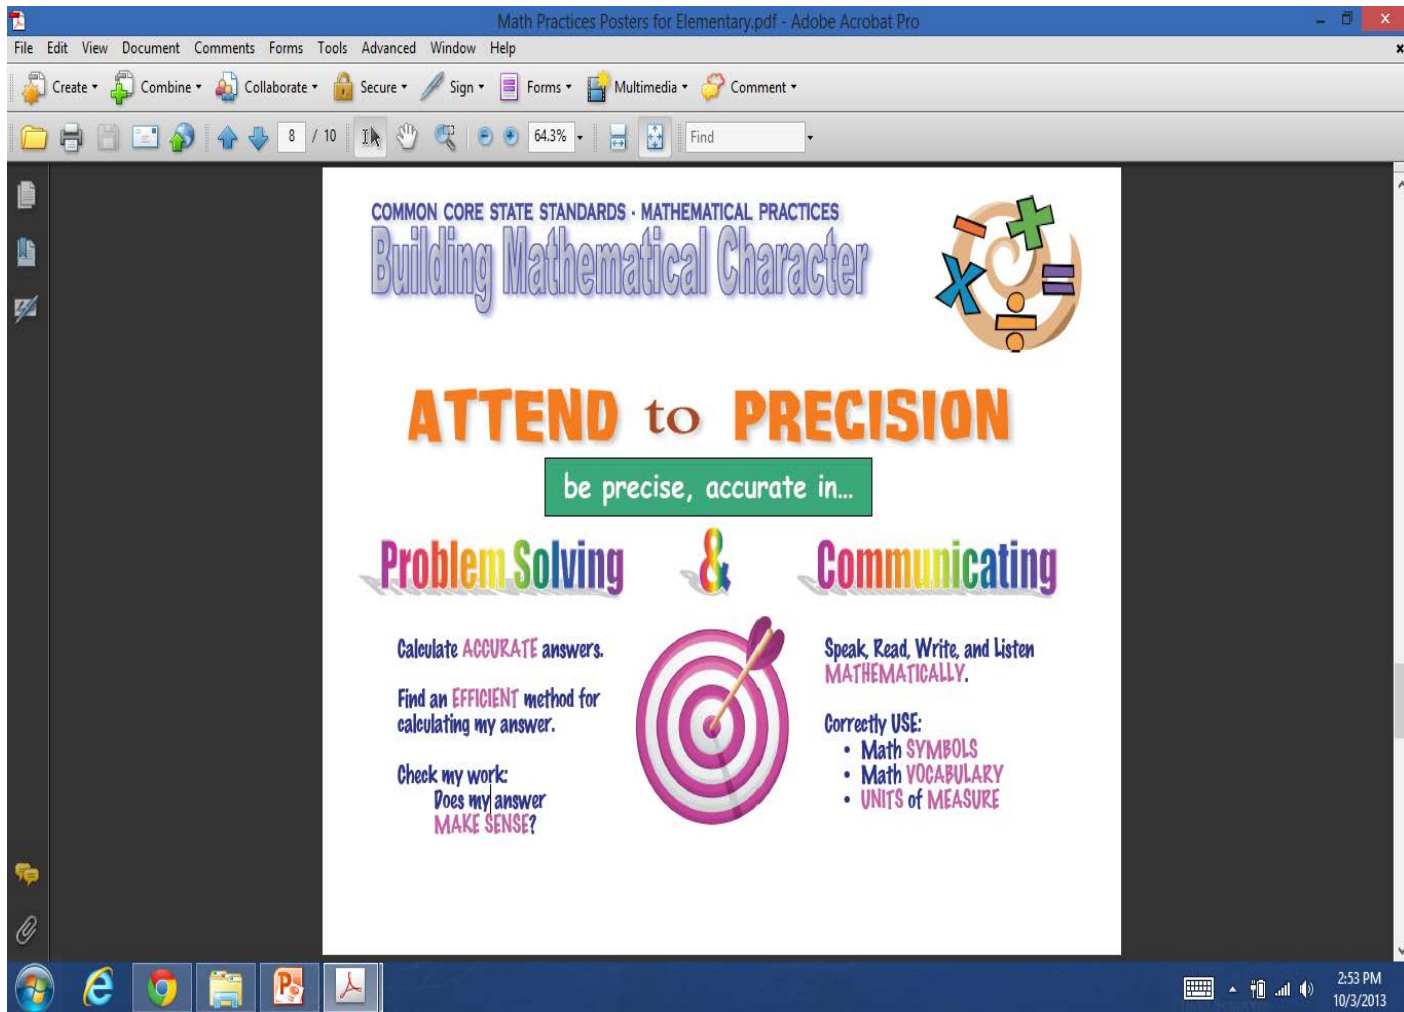 Math Practices Posters for Elementary.pdf - Adobe Acrobat Pro
File Edit View Document Comments Forms Tools Advanced Window Help
Create Combine Collaborate Secure Sign Forms Multimedia Comment
8 / 10 64.3% Find
COMMON CORE STATE STANDARDS - MATHEMATICAL PRACTICES
Building Mathematical Character
ATTEND to PRECISION
be precise, accurate in...
Problem Solving & Communicating
Calculate ACCURATE answers.
Find an EFFICIENT method for
calculating my answer.
Check my work:
Does my answer
MAKE SENSE?
Speak, Read, Write, and Listen
MATHEMATICALLY.
Correctly USE:
• Math SYMBOLS
• Math VOCABULARY
• UNITS of MEASURE
2:53 PM
10/3/2013